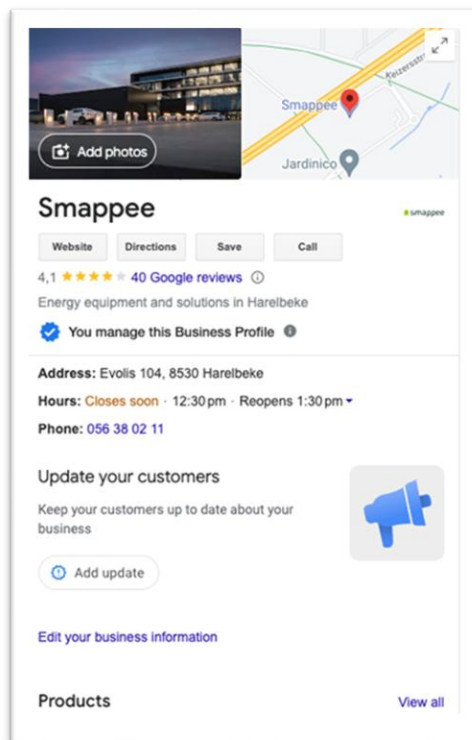 Keizersstr
Smappee
Add photos
Jardinico
Smappee
smappee
Website Directions Save Call
4,1 40 Google reviews
Energy equipment and solutions in Harelbeke
You manage this Business Profile
Address: Evolis 104, 8530 Harelbeke
Hours: Closes soon · 12:30 pm · Reopens 1:30 pm
Phone: 056 38 02 11
Update your customers
Keep your customers up to date about your
business
Add update
Edit your business information
Products View all